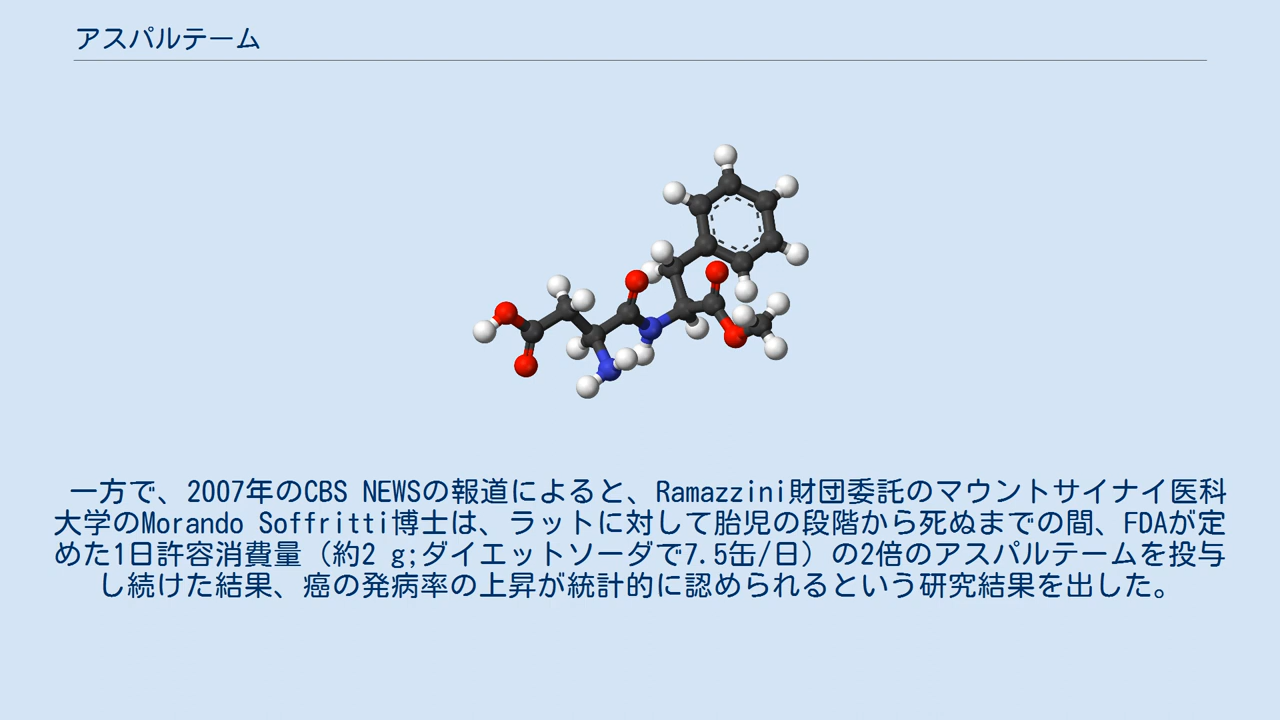 アスパルテーム
一方で、2007年のCBS NEWSの報道によると、Ramazzini財団委託のマウントサイナイ医科
大学のMorando Soffritti博士は、ラットに対して胎児の段階から死ぬまでの間、FDAが定
めた1日許容消費量（約2 g;ダイエットソーダで7.5缶/日）の2倍のアスパルテームを投与
し続けた結果、癌の発病率の上昇が統計的に認められるという研究結果を出した。